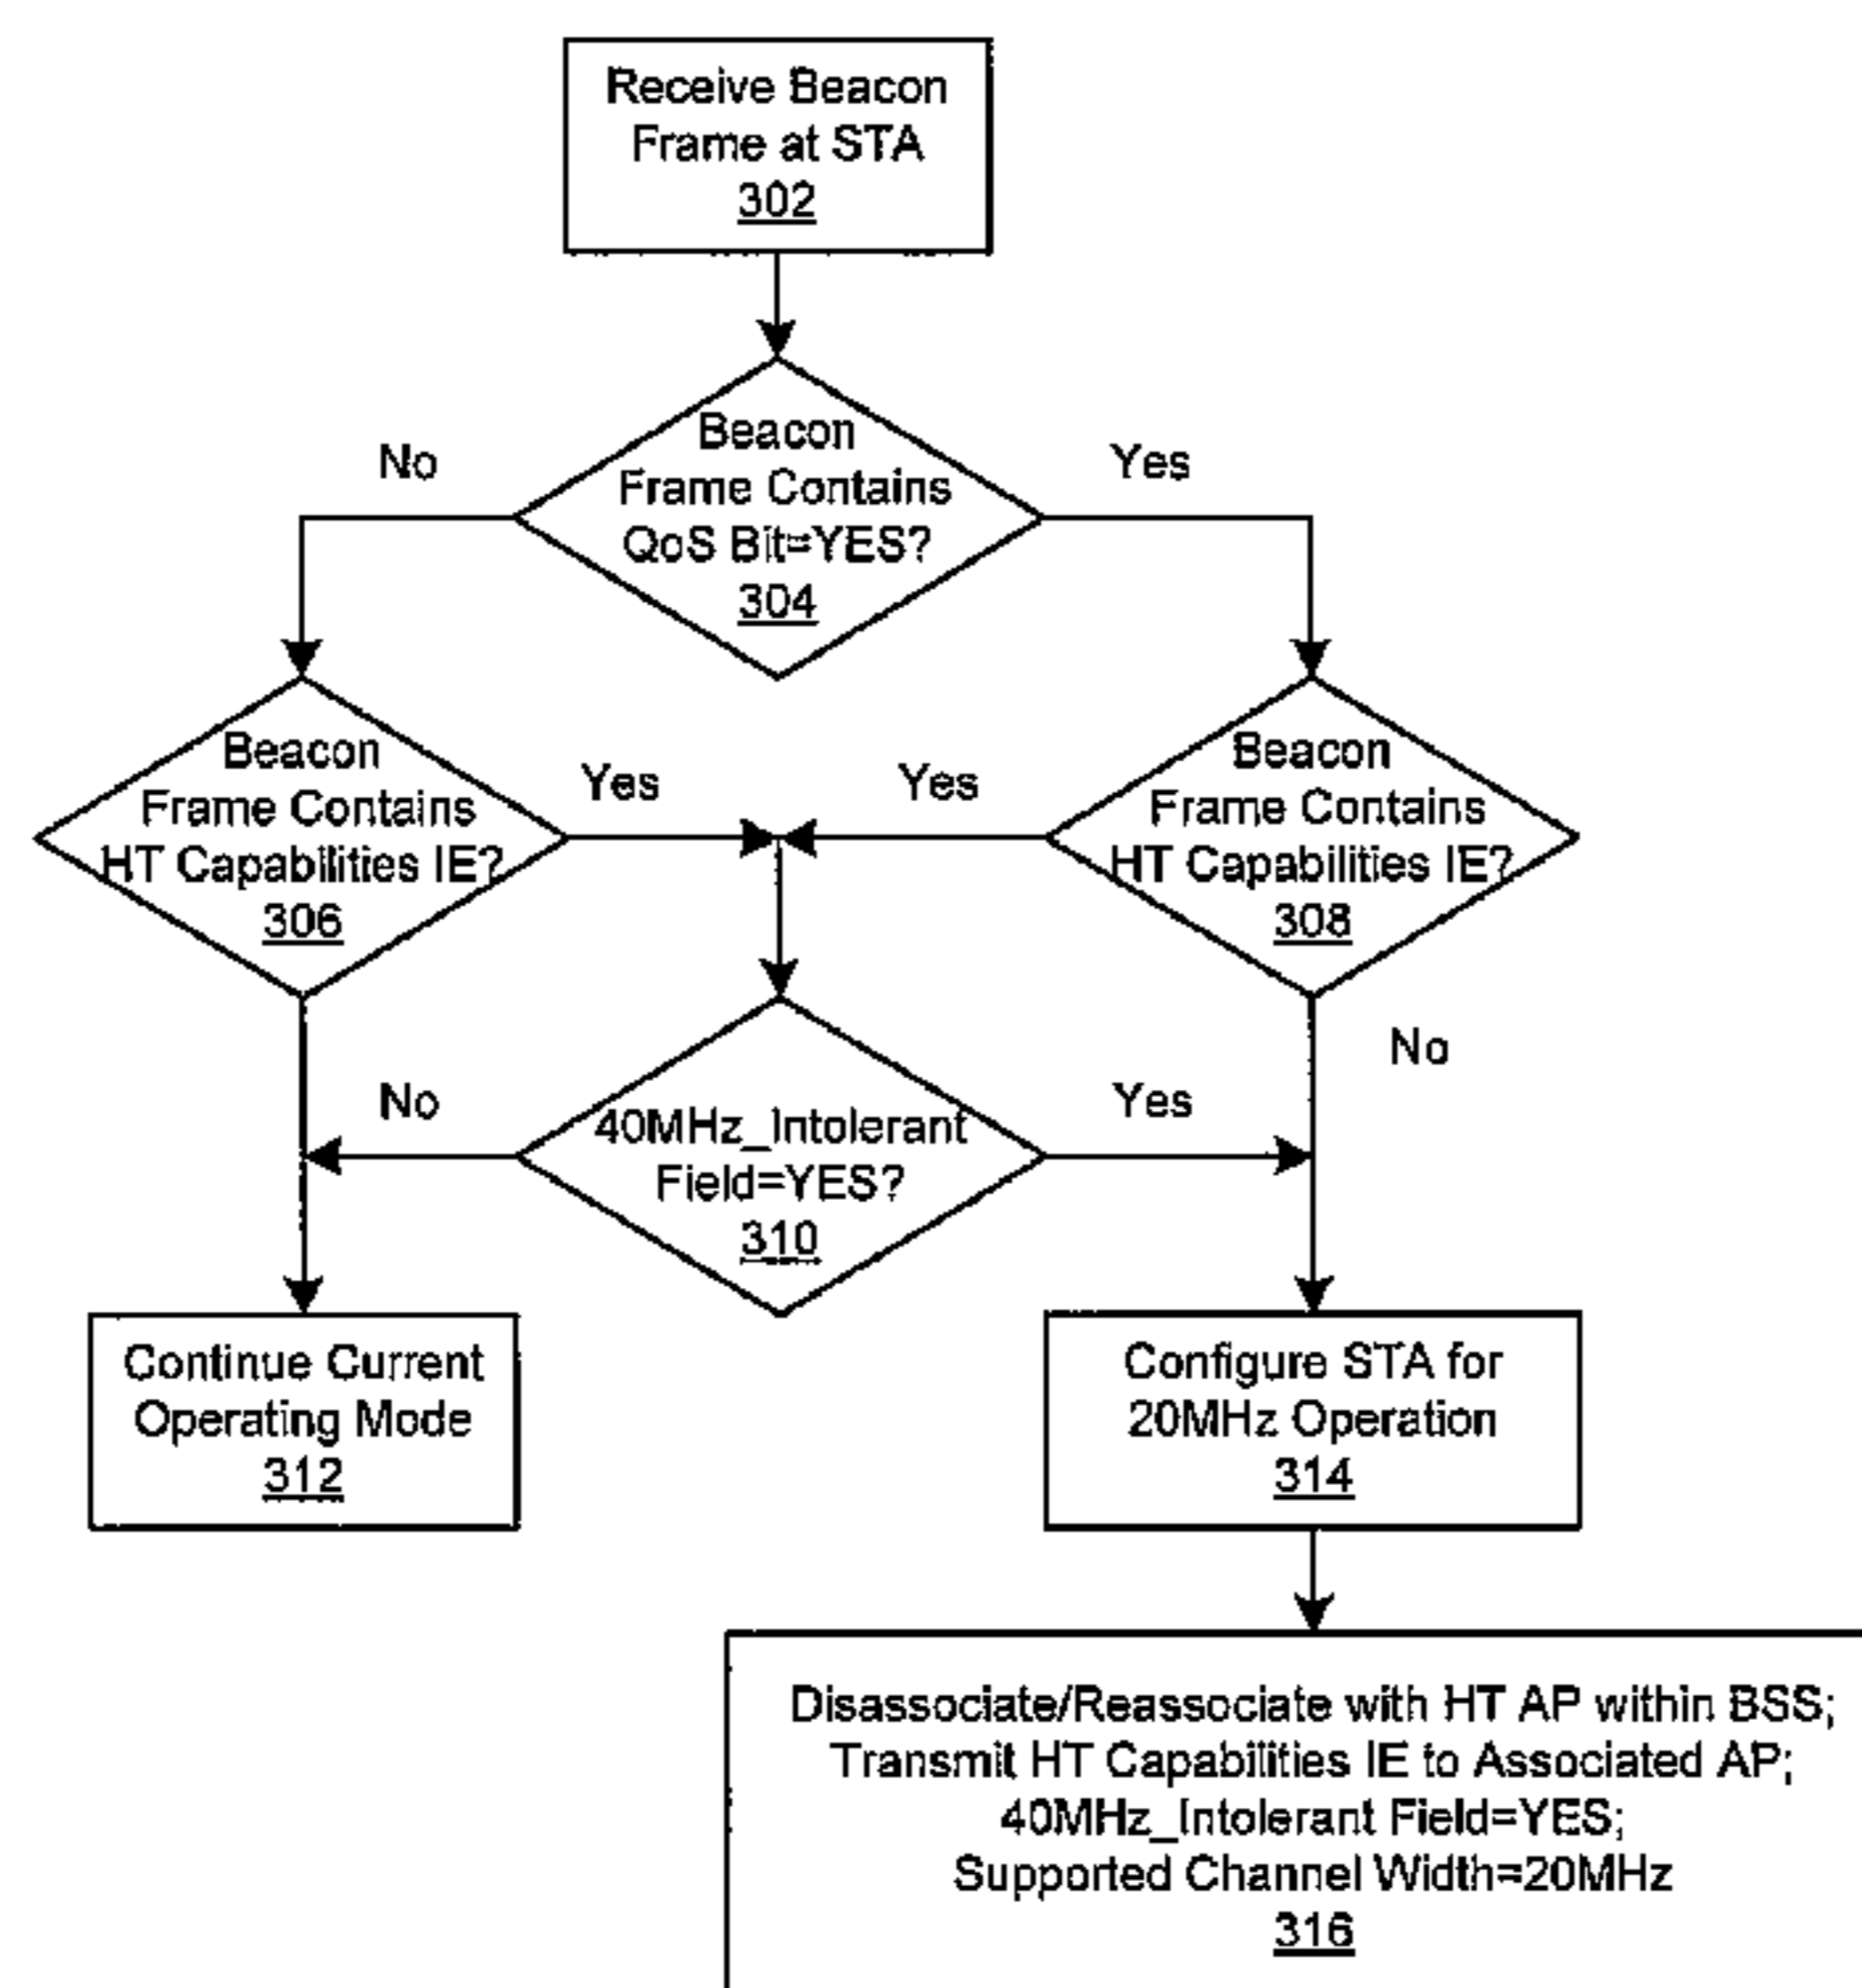 Receive Beacon
Frame at STA
302
Beacon
Frame Contains
QoS Bit=YES?
304
No
Yes
Beacon
Frame Contains
HT Capabilities IE?
306
Yes
Yes
Beacon
Frame Contains
HT Capabilities IE?
308
No
No
40MHz_Intolerant
Field=YES?
310
Yes
Continue Current
Operating Mode
312
Configure STA for
20MHz Operation
314
Disassociate/Reassociate with HT AP within BSS;
Transmit HT Capabilities IE to Associated AP;
40MHz_Intolerant Field=YES;
Supported Channel Width=20MHz
316